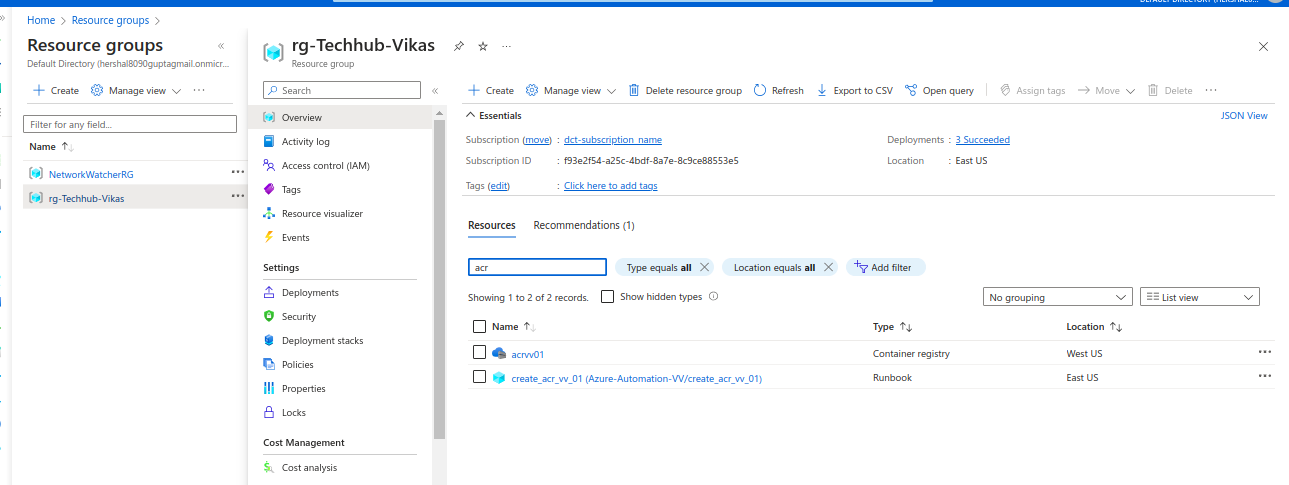 Home > Resource groups >
Resource groups «
Default Directory (hershal8090guptagmail.onmicr...
+ Create Manage view ...
Filter for any field...
Name ↑↓
NetworkWatcherRG ...
rg-Techhub-Vikas ...
rg-Techhub-Vikas ...
Resource group
Search «
Overview
Activity log
Access control (IAM)
Tags
Resource visualizer
Events
Settings
Deployments
Security
Deployment stacks
Policies
Properties
Locks
Cost Management
Cost analysis
+ Create Manage view Delete resource group Refresh Export to CSV Open query Assign tags Move Delete ...
Essentials JSON View
Subscription (move) : dct-subscription_name Deployments : 3 Succeeded
Subscription ID : f93e2f54-a25c-4bdf-8a7e-8c9ce88553e5 Location : East US
Tags (edit) : Click here to add tags
Resources Recommendations (1)
acr Type equals all Location equals all Add filter
Showing 1 to 2 of 2 records. Show hidden types No grouping List view
Name ↑↓ Type ↑↓ Location ↑↓
acrvv01 Container registry West US ...
create_acr_vv_01 (Azure-Automation-VV/create_acr_vv_01) Runbook East US ...